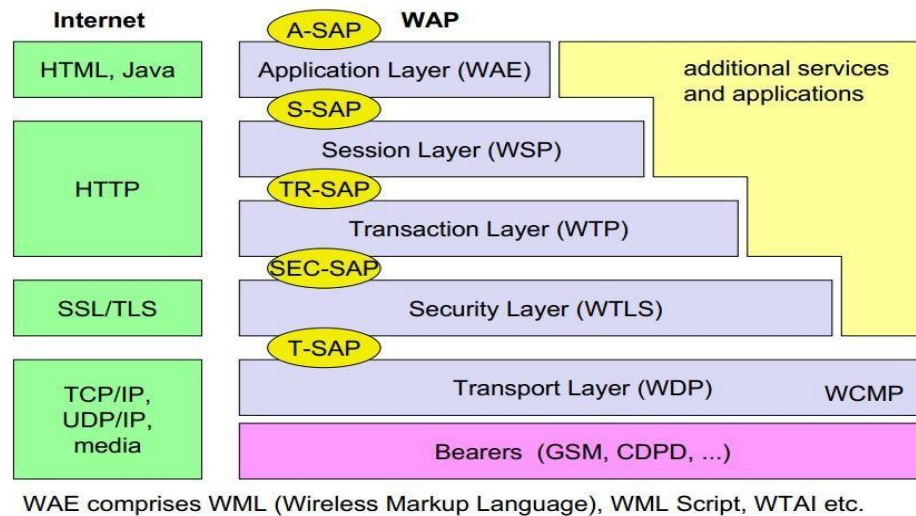 Internet
WAP
A-SAP
HTML, Java
Application Layer (WAE)
additional services
and applications
S-SAP
HTTP
Session Layer (WSP)
TR-SAP
Transaction Layer (WTP)
SEC-SAP
SSL/TLS
Security Layer (WTLS)
T-SAP
TCP/IP,
UDP/IP,
media
Transport Layer (WDP)
WCMP
Bearers (GSM, CDPD, ...)
WAE comprises WML (Wireless Markup Language), WML Script, WTAI etc.